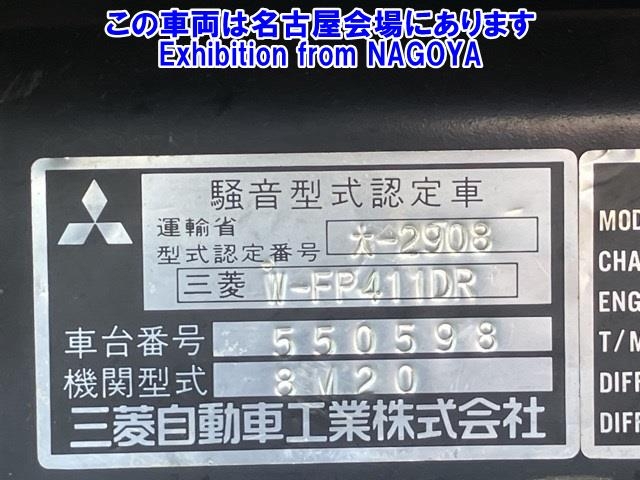 この車両は名古屋会場にあります
Exhibition from NAGOYA
騒音型式認定車
運輸省
型式認定番号 *-2908
三菱 W-FP411DR
車台番号 550598
機関型式 8M20
三菱自動車工業株式会社
MOD
CHA
ENG
T/M
DIFF
DIFF